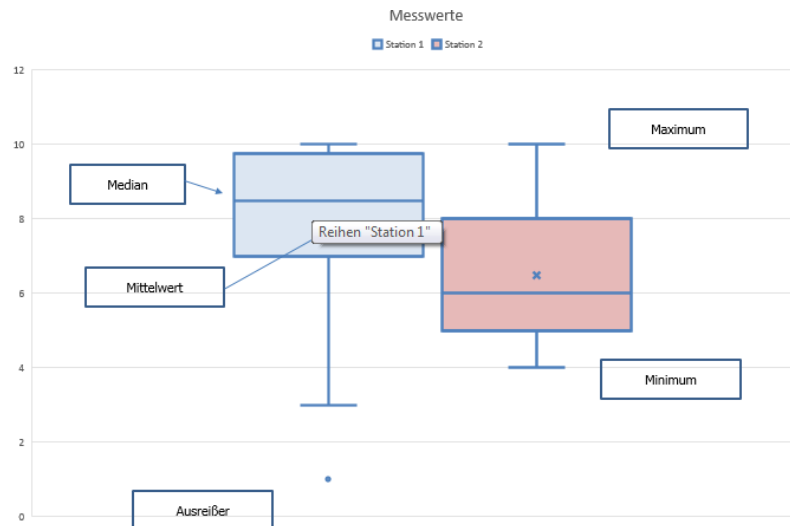 Messwerte
Station 1 Station 2
12
10
8
6
4
2
0
Maximum
Median
Reihen "Station 1"
Mittelwert
Minimum
Ausreißer